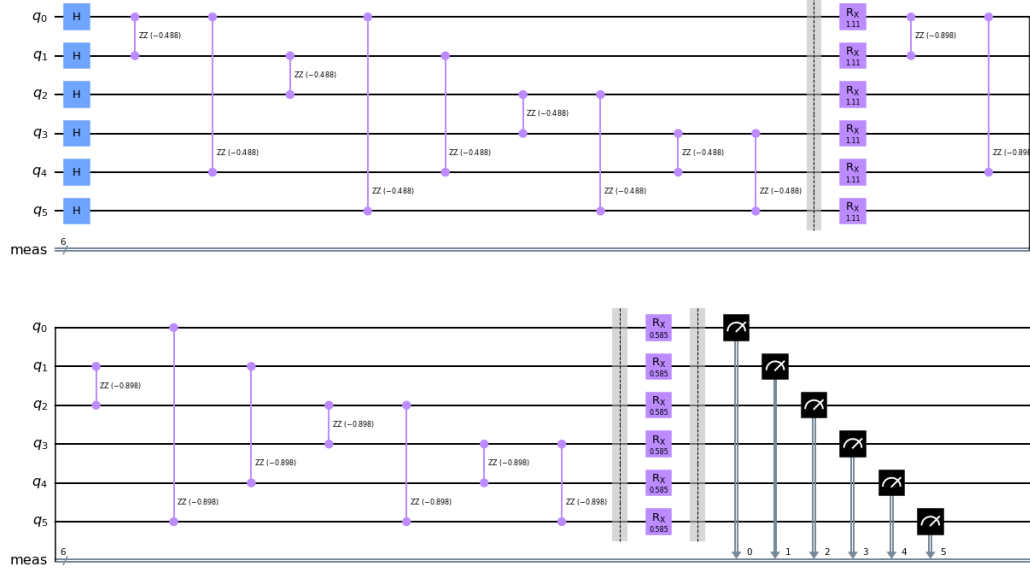 q0 H RX 1.11
ZZ (−0.488) ZZ (−0.898)
q1 H RX 1.11
ZZ (−0.488)
q2 H RX 1.11
ZZ (−0.488)
q3 H RX 1.11
ZZ (−0.488) ZZ (−0.488) ZZ (−0.488) ZZ (−0.898
q4 H RX 1.11
ZZ (−0.488) ZZ (−0.488) ZZ (−0.488)
q5 H RX 1.11
6
meas
q0 RX 0.585
q1 RX 0.585
ZZ (−0.898)
q2 RX 0.585
ZZ (−0.898)
q3 RX 0.585
ZZ (−0.898) ZZ (−0.898)
q4 RX 0.585
ZZ (−0.898) ZZ (−0.898) ZZ (−0.898)
q5 RX 0.585
6 0 1 2 3 4 5
meas